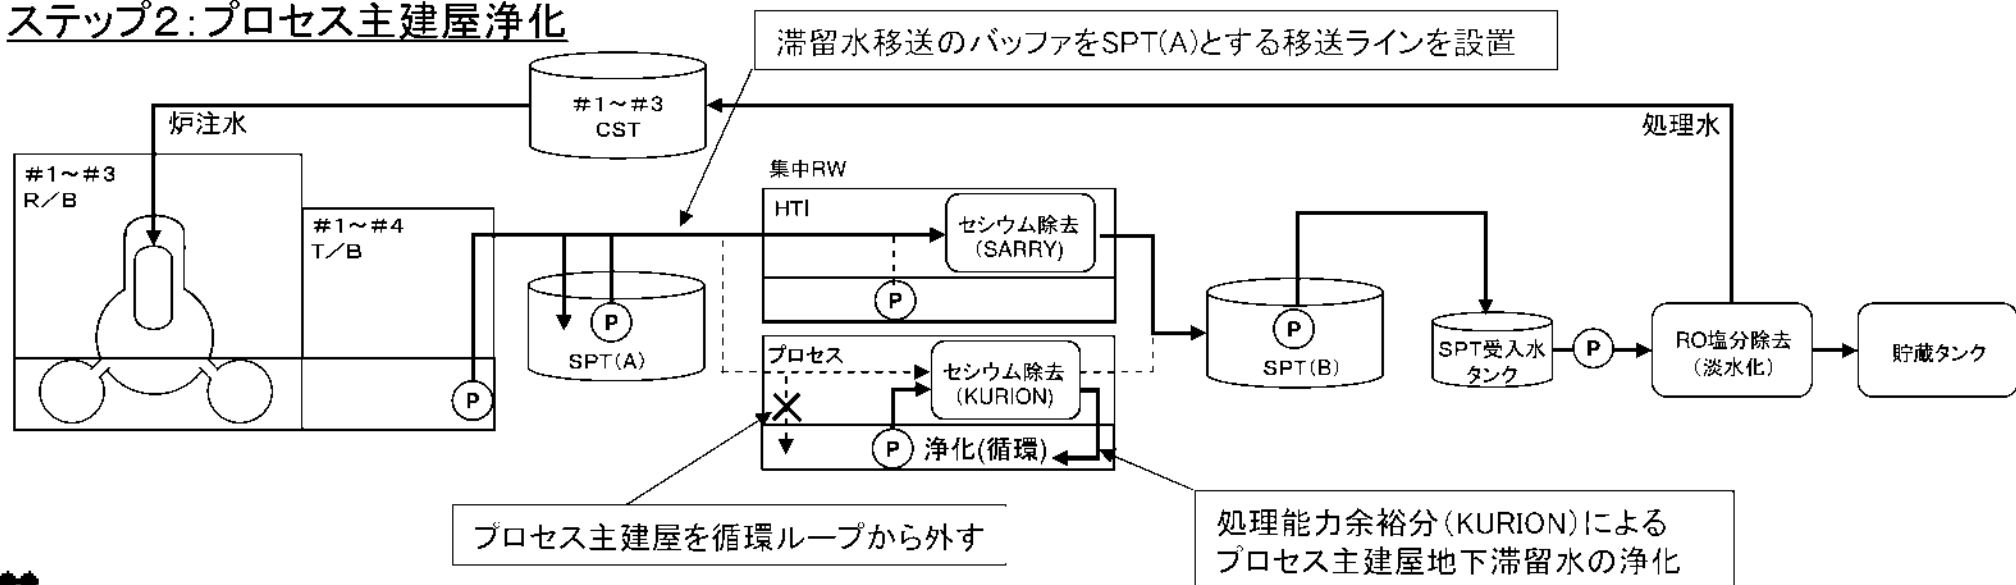 ステップ2:プロセス主建屋浄化
滞留水移送のバッファをSPT(A)とする移送ラインを設置
#1~#3
CST
炉注水
処理水
#1~#3
R/B
#1~#4
T/B
集中RW
HTI
セシウム除去
(SARRY)
P
P
SPT(A)
P
プロセス
セシウム除去
(KURION)
P
浄化(循環)
P
SPT(B)
SPT受入水
タンク
P
RO塩分除去
(淡水化)
貯蔵タンク
プロセス主建屋を循環ループから外す
処理能力余裕分(KURION)による
プロセス主建屋地下滞留水の浄化